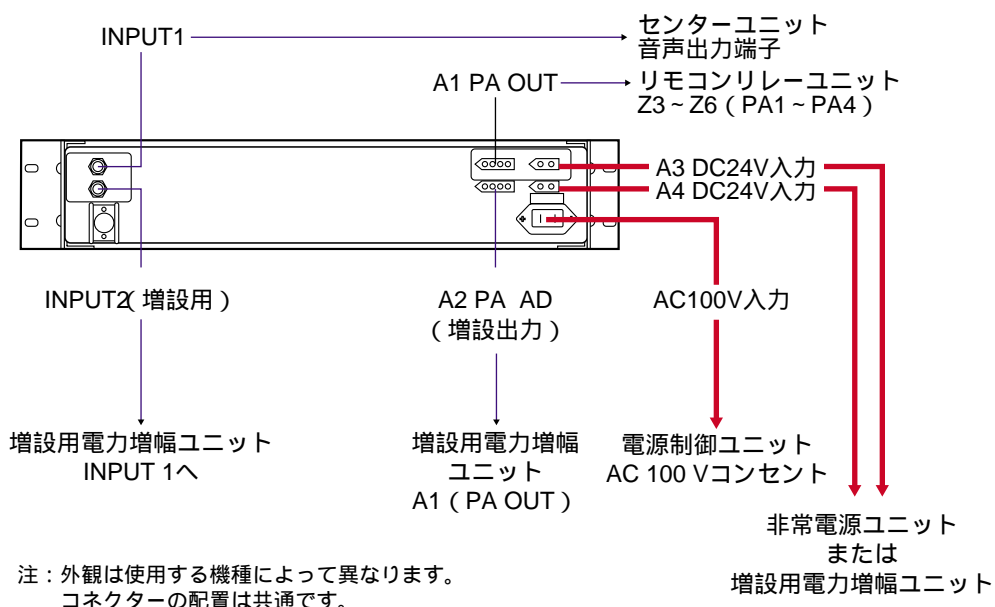 INPUT1
センターユニット
音声出力端子
A1 PA OUT
リモコンリレーユニット
Z3 ~ Z6 ( PA1 ~ PA4 )
A3 DC24V入力
A4 DC24V入力
INPUT2( 増設用 )
A2 PA AD
( 増設出力 )
AC100V入力
増設用電力増幅ユニット
INPUT 1へ
増設用電力増幅
ユニット
A1 ( PA OUT )
電源制御ユニット
AC 100 Vコンセント
非常電源ユニット
または
増設用電力増幅ユニット
注 : 外観は使用する機種によって異なります。
コネクターの配置は共通です。